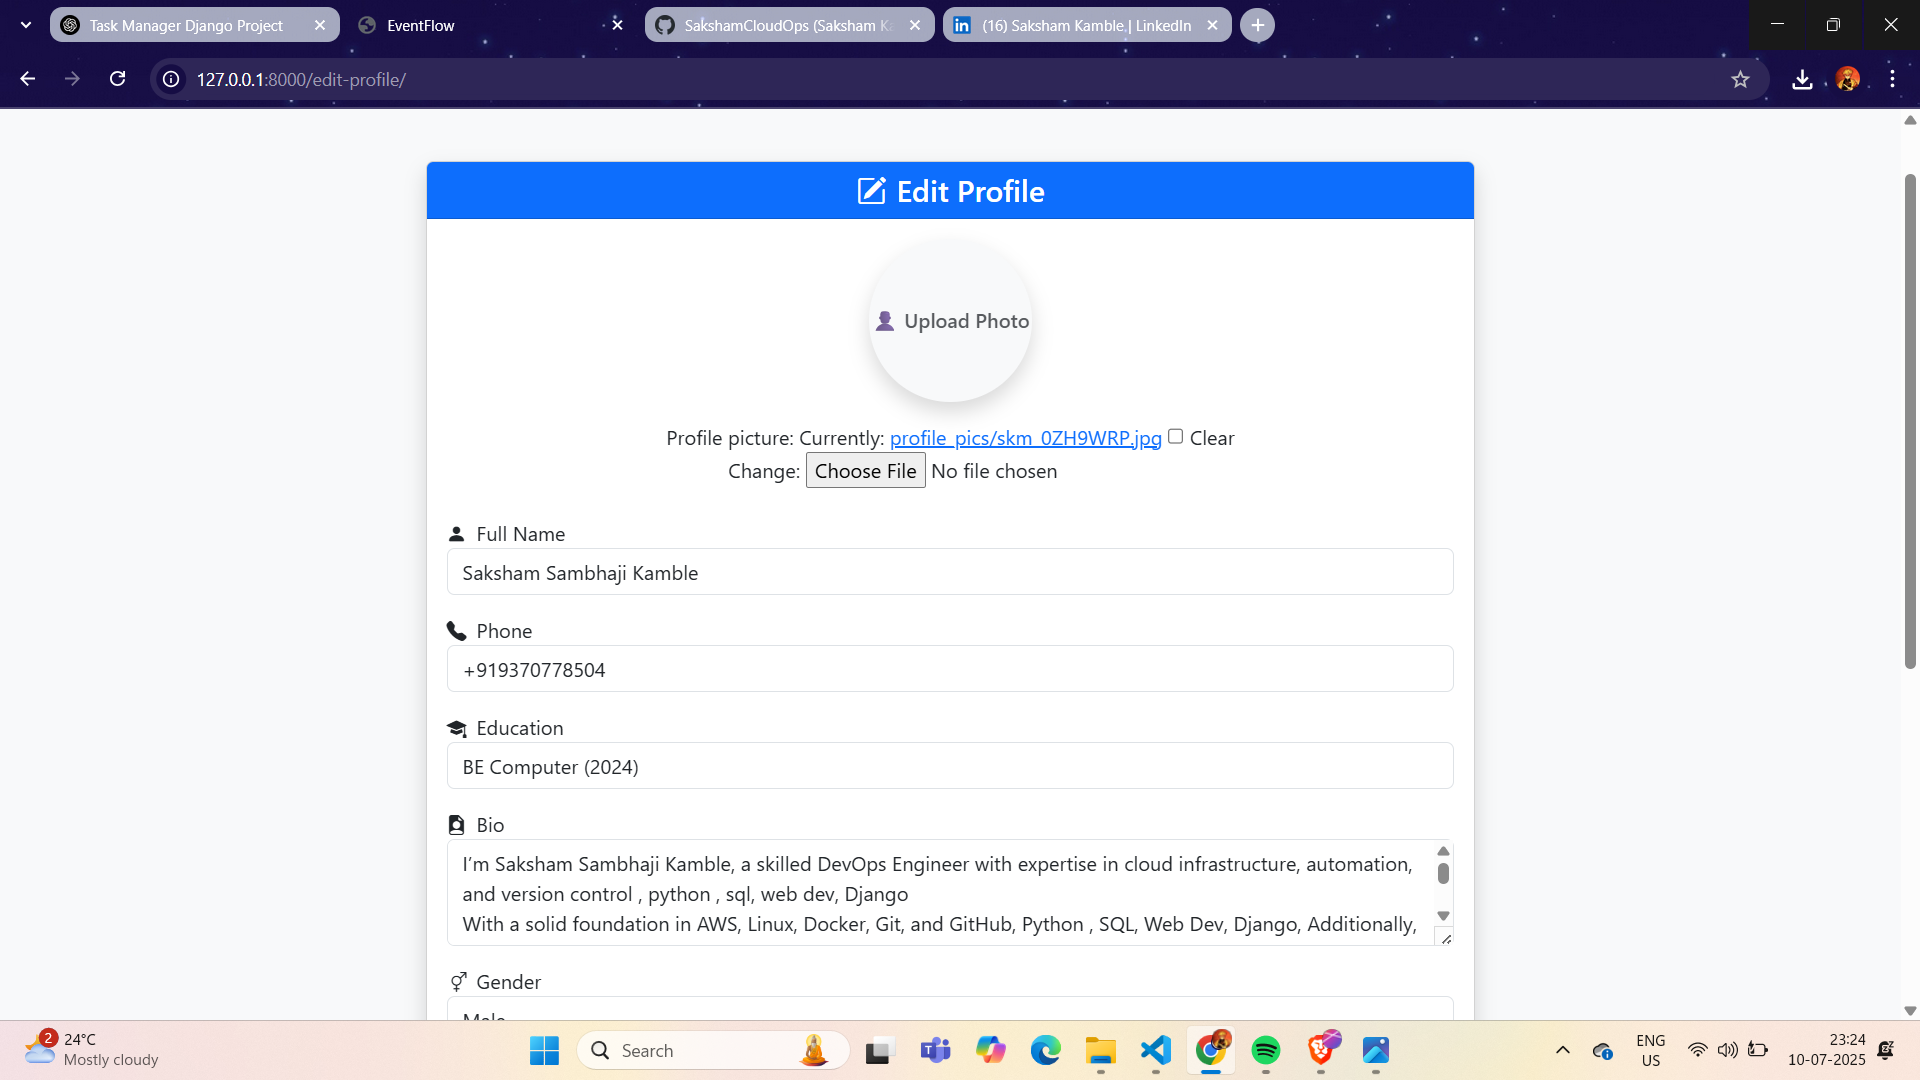 Task Manager Django Project
EventFlow
SakshamCloudOps (Saksham Ka
(16) Saksham Kamble | LinkedIn
127.0.0.1:8000/edit-profile/
Edit Profile
Upload Photo
Profile picture: Currently: profile_pics/skm_0ZH9WRP.jpg Clear
Change: Choose File No file chosen
Full Name
Saksham Sambhaji Kamble
Phone
+919370778504
Education
BE Computer (2024)
Bio
I’m Saksham Sambhaji Kamble, a skilled DevOps Engineer with expertise in cloud infrastructure, automation,
and version control , python , sql, web dev, Django
With a solid foundation in AWS, Linux, Docker, Git, and GitHub, Python , SQL, Web Dev, Django, Additionally,
Gender
Male
2
24°C
Mostly cloudy
Search
ENG
US
23:24
10-07-2025